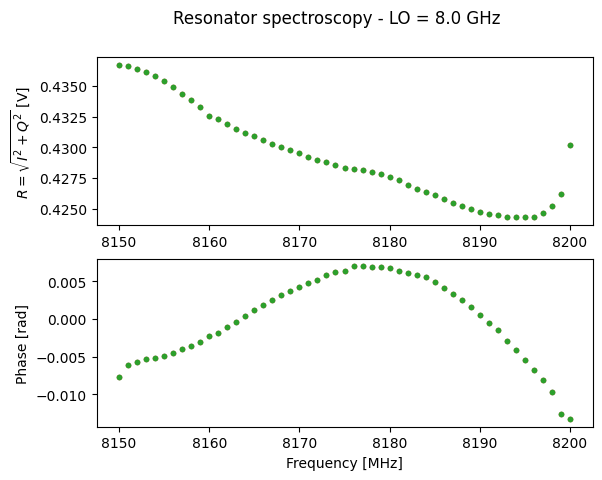 Resonator spectroscopy - LO = 8.0 GHz
R = √I² + Q² [V]
0.4350
0.4325
0.4300
0.4275
0.4250
8150 8160 8170 8180 8190 8200
Phase [rad]
0.005
0.000
−0.005
−0.010
8150 8160 8170 8180 8190 8200
Frequency [MHz]